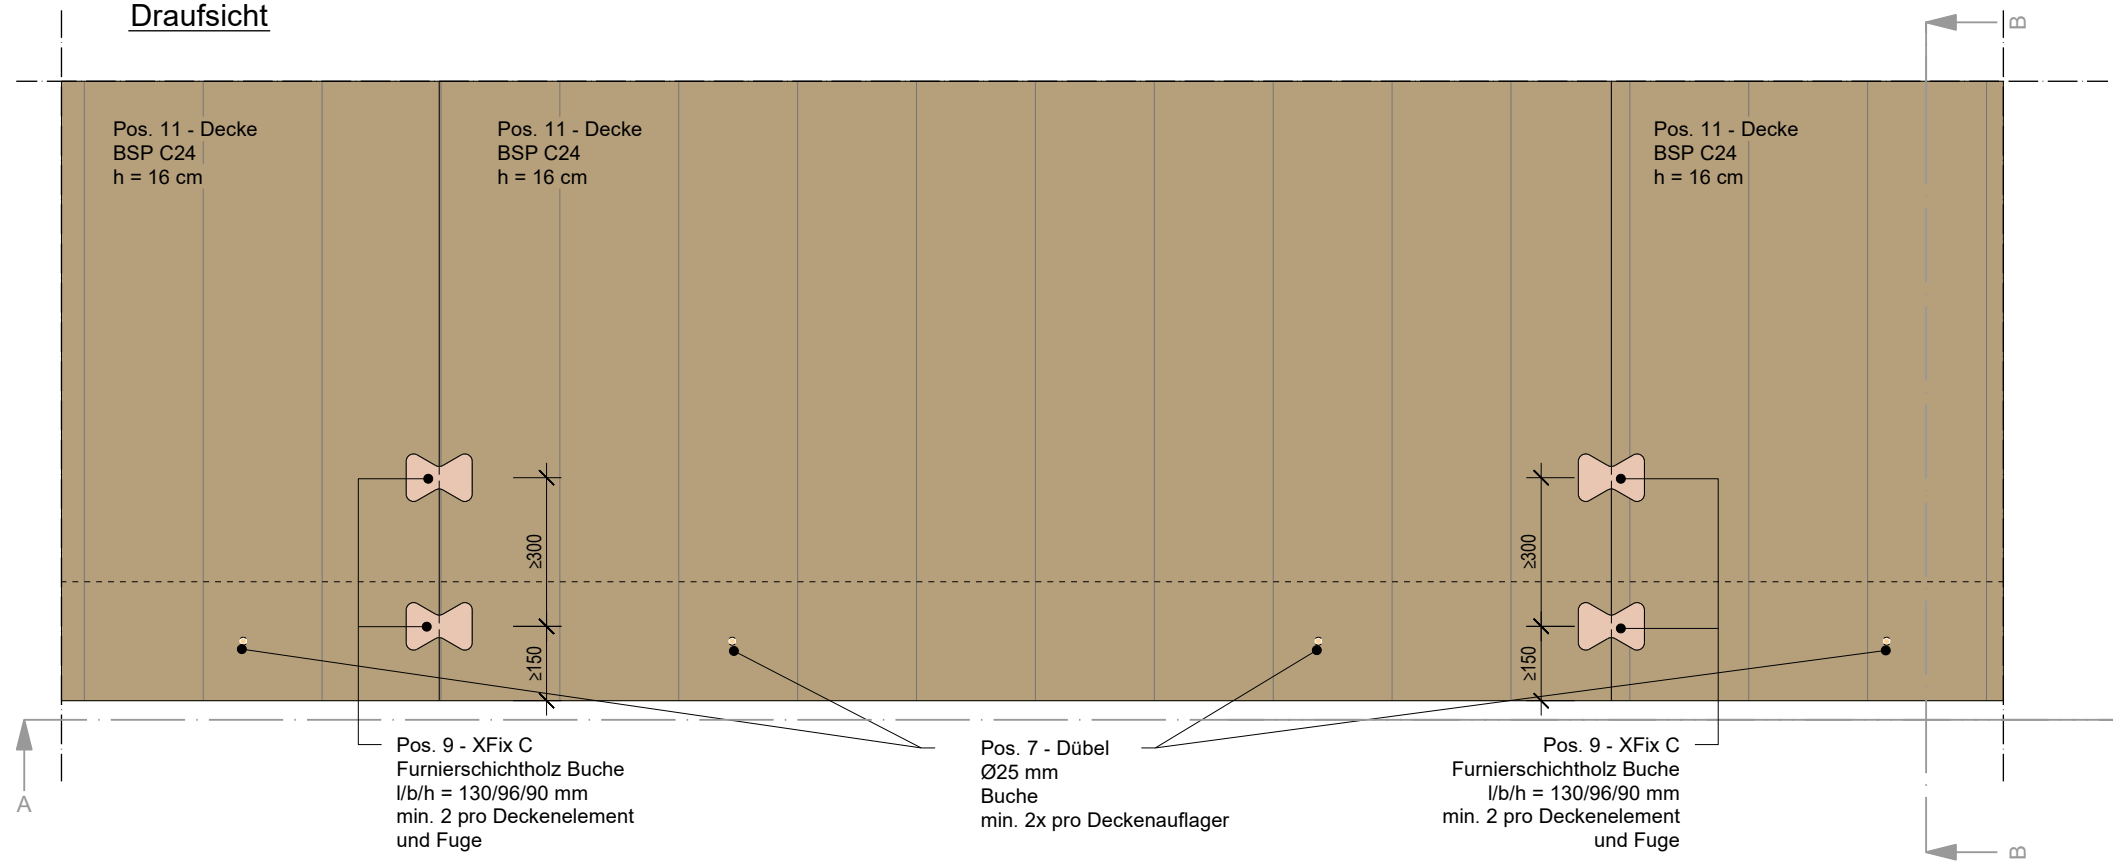 Draufsicht
B
Pos. 11 - Decke
BSP C24
h = 16 cm
Pos. 11 - Decke
BSP C24
h = 16 cm
Pos. 11 - Decke
BSP C24
h = 16 cm
≥300
≥150
≥300
≥150
A
Pos. 9 - XFix C
Furnierschichtholz Buche
l/b/h = 130/96/90 mm
min. 2 pro Deckenelement
und Fuge
Pos. 7 - Dübel
Ø25 mm
Buche
min. 2x pro Deckenauflager
Pos. 9 - XFix C
Furnierschichtholz Buche
l/b/h = 130/96/90 mm
min. 2 pro Deckenelement
und Fuge
B